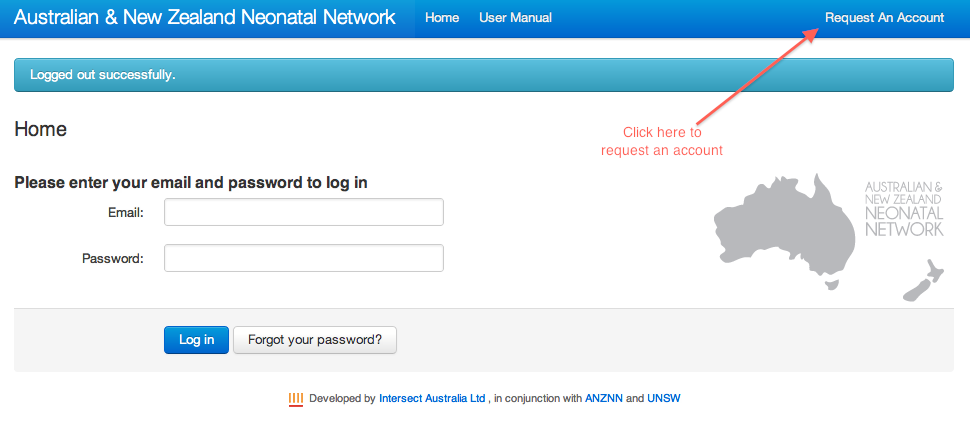 Australian & New Zealand Neonatal Network Home User Manual Request An Account
Logged out successfully.
Home
Click here to
request an account
Please enter your email and password to log in
Email:
Password:
AUSTRALIAN &
NEW ZEALAND
NEONATAL
NETWORK
Log in Forgot your password?
Developed by Intersect Australia Ltd , in conjunction with ANZNN and UNSW